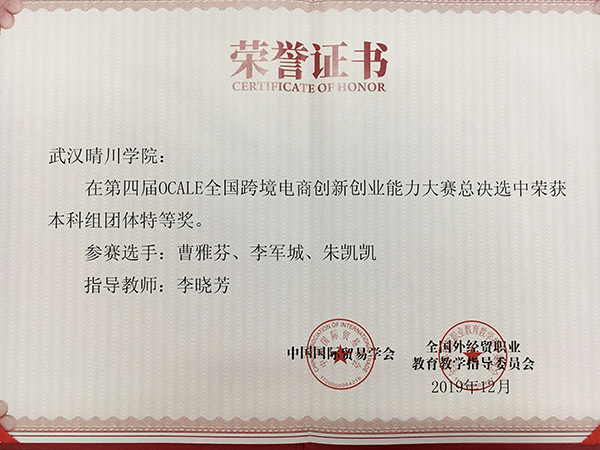 荣誉证书
CERTIFICATE OF HONOR
武汉晴川学院：
在第四届OCALE全国跨境电商创新创业能力大赛总决选中荣获
本科组团体特等奖。
参赛选手：曹雅芬、李军城、朱凯凯
指导教师：李晓芳
中国国际贸易学会
全国外经贸职业
教育教学指导委员会
2019年12月